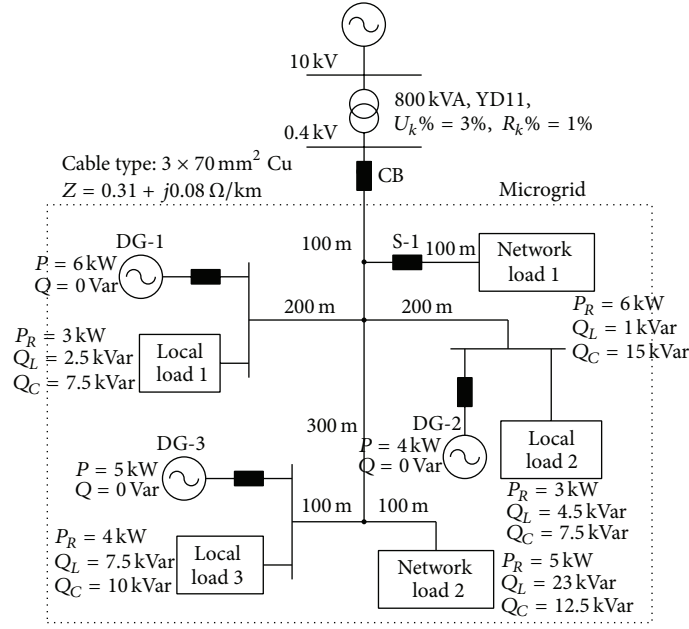 10 kV
800 kVA, YD11,
U_k% = 3%, R_k% = 1%
0.4 kV
Cable type: 3 × 70 mm² Cu
Z = 0.31 + j0.08 Ω/km
CB
Microgrid
DG-1
P = 6 kW
Q = 0 Var
100 m
S-1
100 m
Network
load 1
200 m
200 m
P_R = 6 kW
Q_L = 1 kVar
Q_C = 15 kVar
P_R = 3 kW
Q_L = 2.5 kVar
Q_C = 7.5 kVar
Local
load 1
300 m
DG-2
P = 4 kW
Q = 0 Var
Local
load 2
DG-3
P = 5 kW
Q = 0 Var
100 m
100 m
P_R = 3 kW
Q_L = 4.5 kVar
Q_C = 7.5 kVar
P_R = 4 kW
Q_L = 7.5 kVar
Q_C = 10 kVar
Local
load 3
Network
load 2
P_R = 5 kW
Q_L = 23 kVar
Q_C = 12.5 kVar